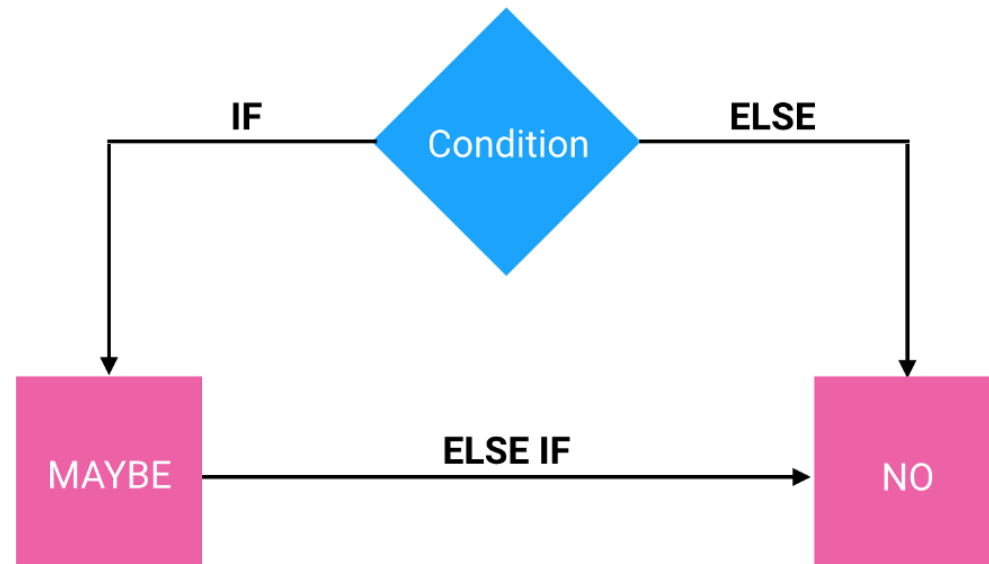 IF
ELSE
Condition
ELSE IF
MAYBE
NO